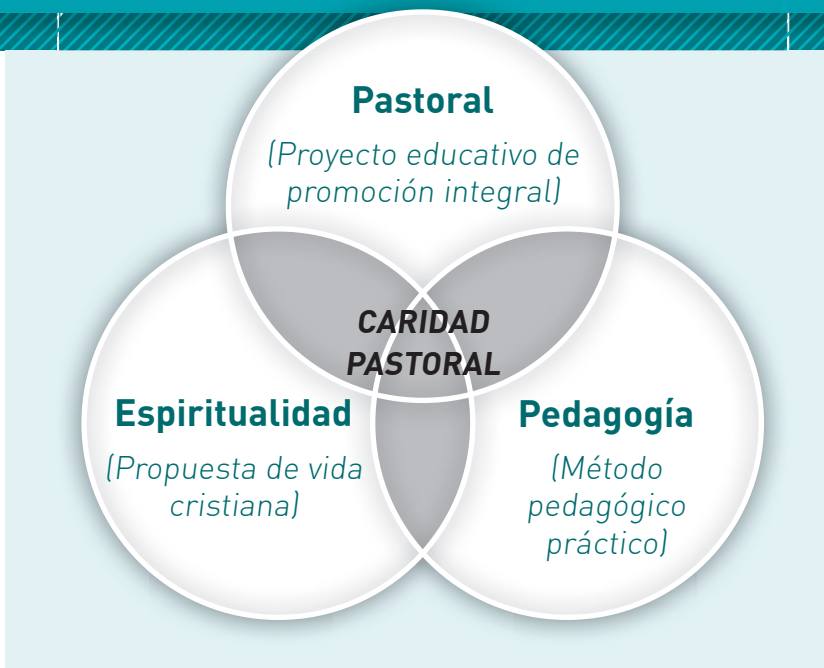 Pastoral
(Proyecto educativo de
promoción integral)
CARIDAD
PASTORAL
Espiritualidad
(Propuesta de vida
cristiana)
Pedagogía
(Método
pedagógico
práctico)